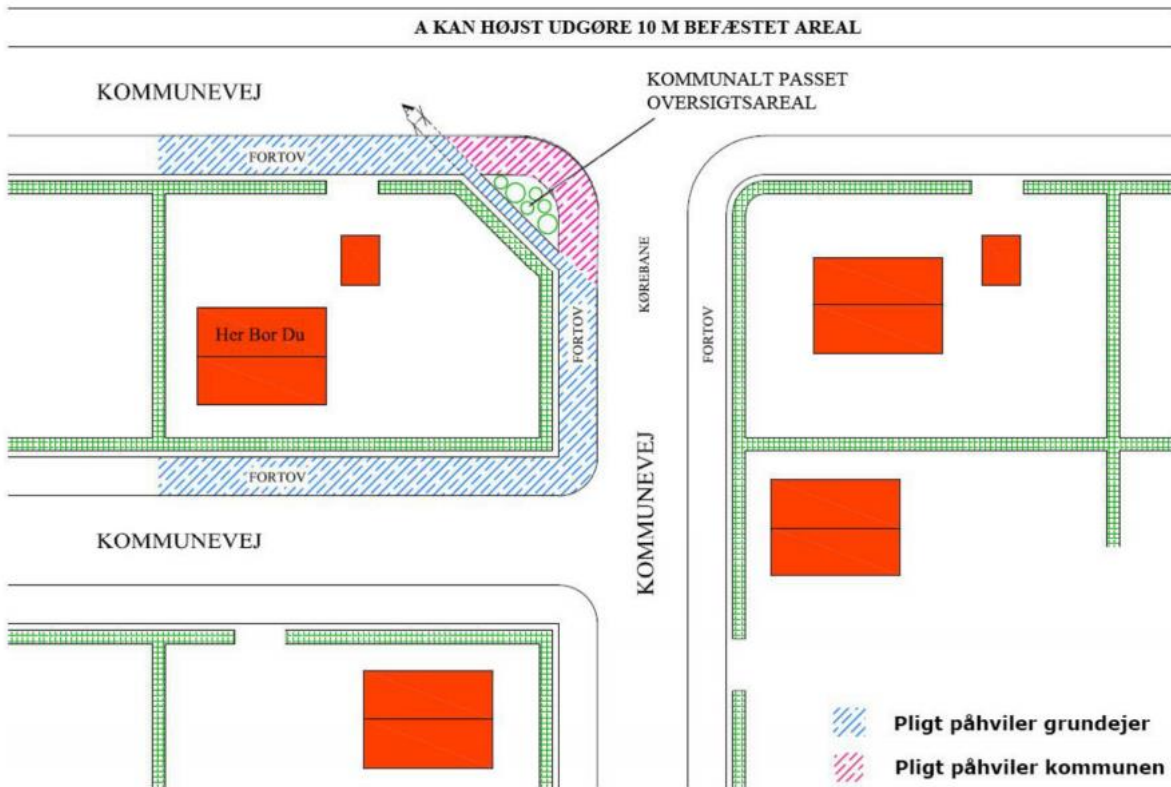 A KAN HØJST UDGØRE 10 M BEFÆSTET AREAL
KOMMUNEVEJ
KOMMUNALT PASSET
OVERSIGTSAREAL
FORTOV
KØREBANE
Her Bor Du
FORTOV
FORTOV
FORTOV
KOMMUNEVEJ
KOMMUNEVEJ
Pligt påhviler grundejer
Pligt påhviler kommunen